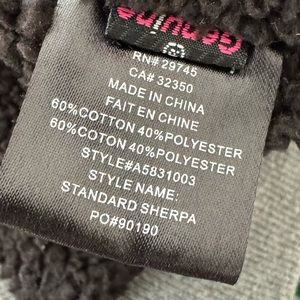 genuine
RN# 29745
CA# 32350
MADE IN CHINA
FAIT EN CHINE
60%COTTON 40%POLYESTER
60%COTON 40%POLYESTER
STYLE#A5831003
STYLE NAME:
STANDARD SHERPA
PO#90190